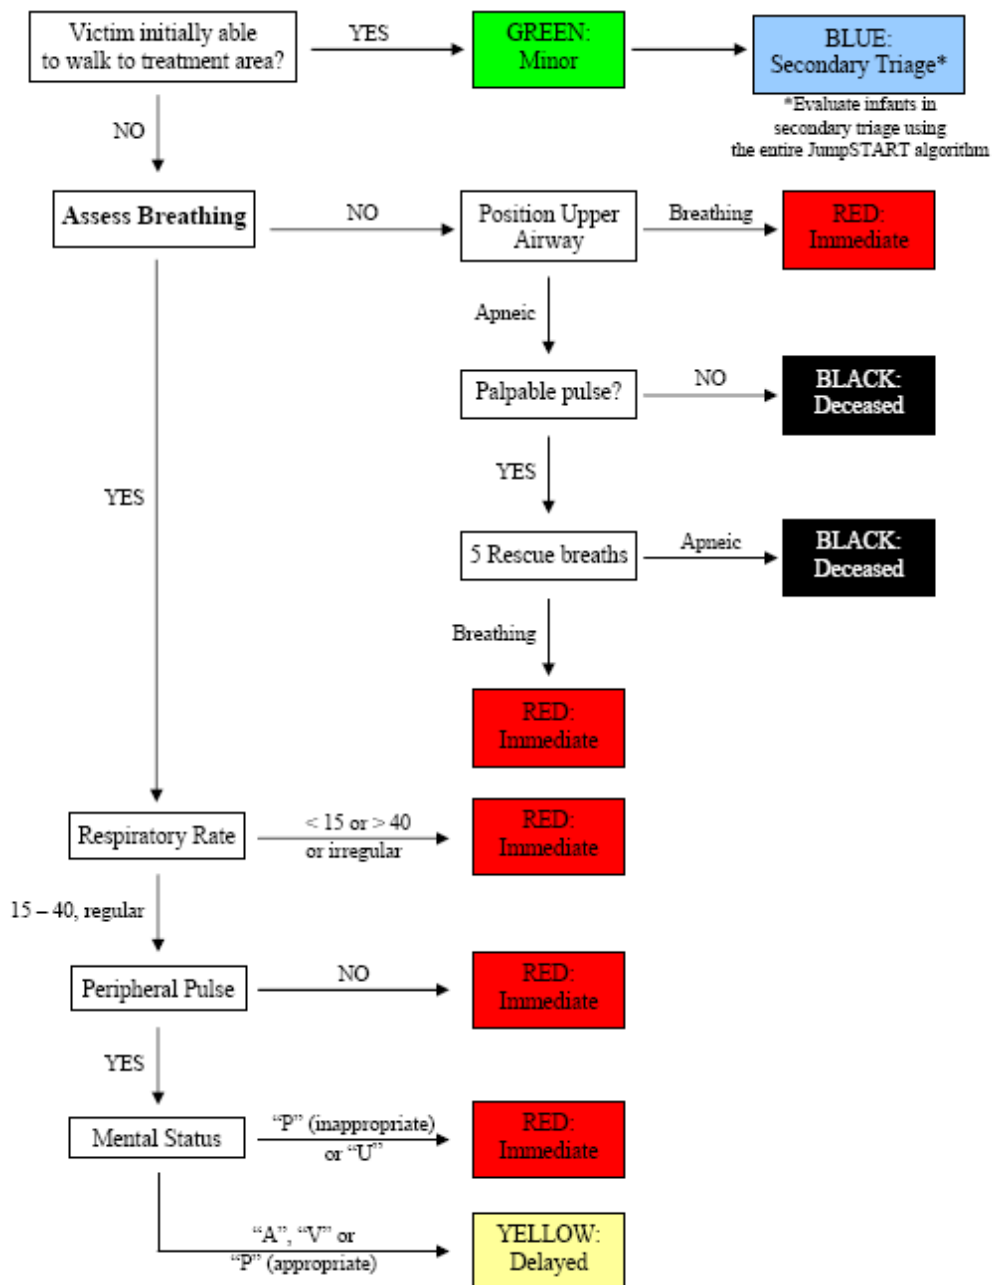 Victim initially able
to walk to treatment area?
YES
GREEN:
Minor
BLUE:
Secondary Triage*
*Evaluate infants in
secondary triage using
the entire JumpSTART algorithm
NO
Assess Breathing
NO
Position Upper
Airway
Breathing
RED:
Immediate
Apneic
Palpable pulse?
NO
BLACK:
Deceased
YES
YES
5 Rescue breaths
Apneic
BLACK:
Deceased
Breathing
RED:
Immediate
Respiratory Rate
< 15 or > 40
or irregular
RED:
Immediate
15 – 40, regular
Peripheral Pulse
NO
RED:
Immediate
YES
Mental Status
“P” (inappropriate)
or “U”
RED:
Immediate
“A”, “V” or
“P” (appropriate)
YELLOW:
Delayed